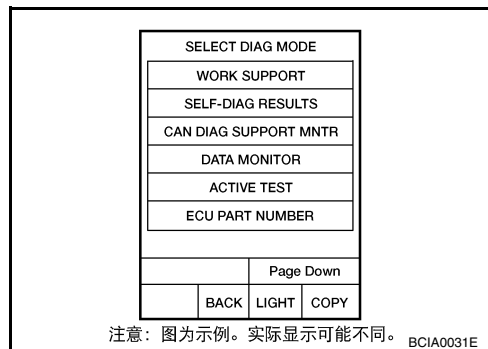 SELECT DIAG MODE
WORK SUPPORT
SELF-DIAG RESULTS
CAN DIAG SUPPORT MNTR
DATA MONITOR
ACTIVE TEST
ECU PART NUMBER
Page Down
BACK LIGHT COPY
注意：图为示例。实际显示可能不同。 BCIA0031E